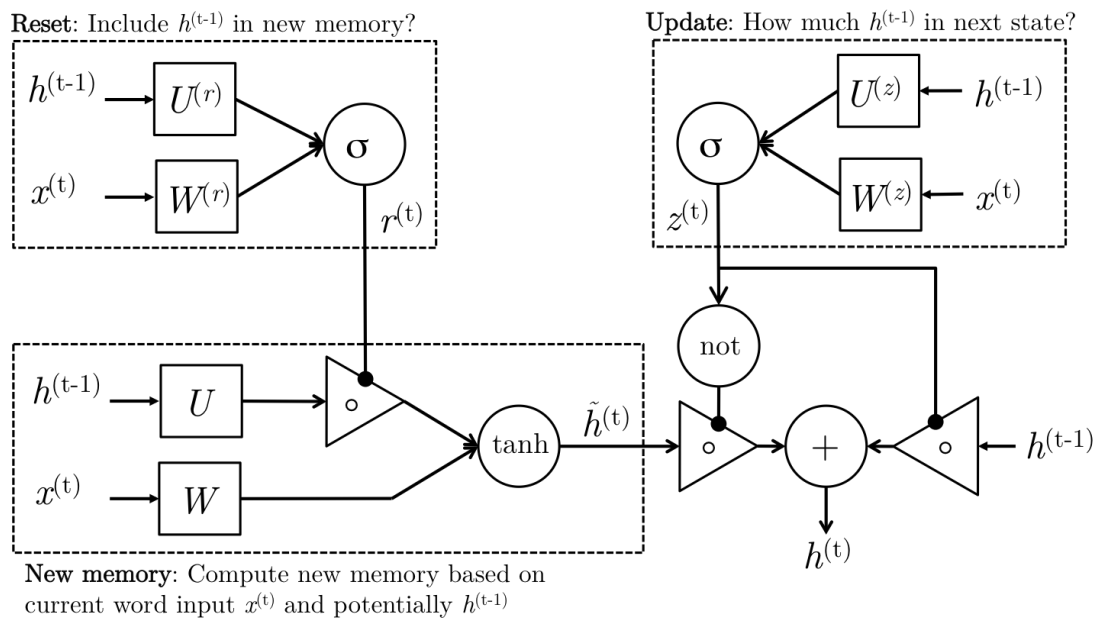 Reset: Include h(t-1) in new memory?
Update: How much h(t-1) in next state?
h(t-1)
U(r)
σ
x(t)
W(r)
r(t)
U(z)
h(t-1)
σ
W(z)
x(t)
z(t)
not
h(t-1)
U
∘
tanh
h̃(t)
∘
+
∘
h(t-1)
x(t)
W
h(t)
New memory: Compute new memory based on
current word input x(t) and potentially h(t-1)